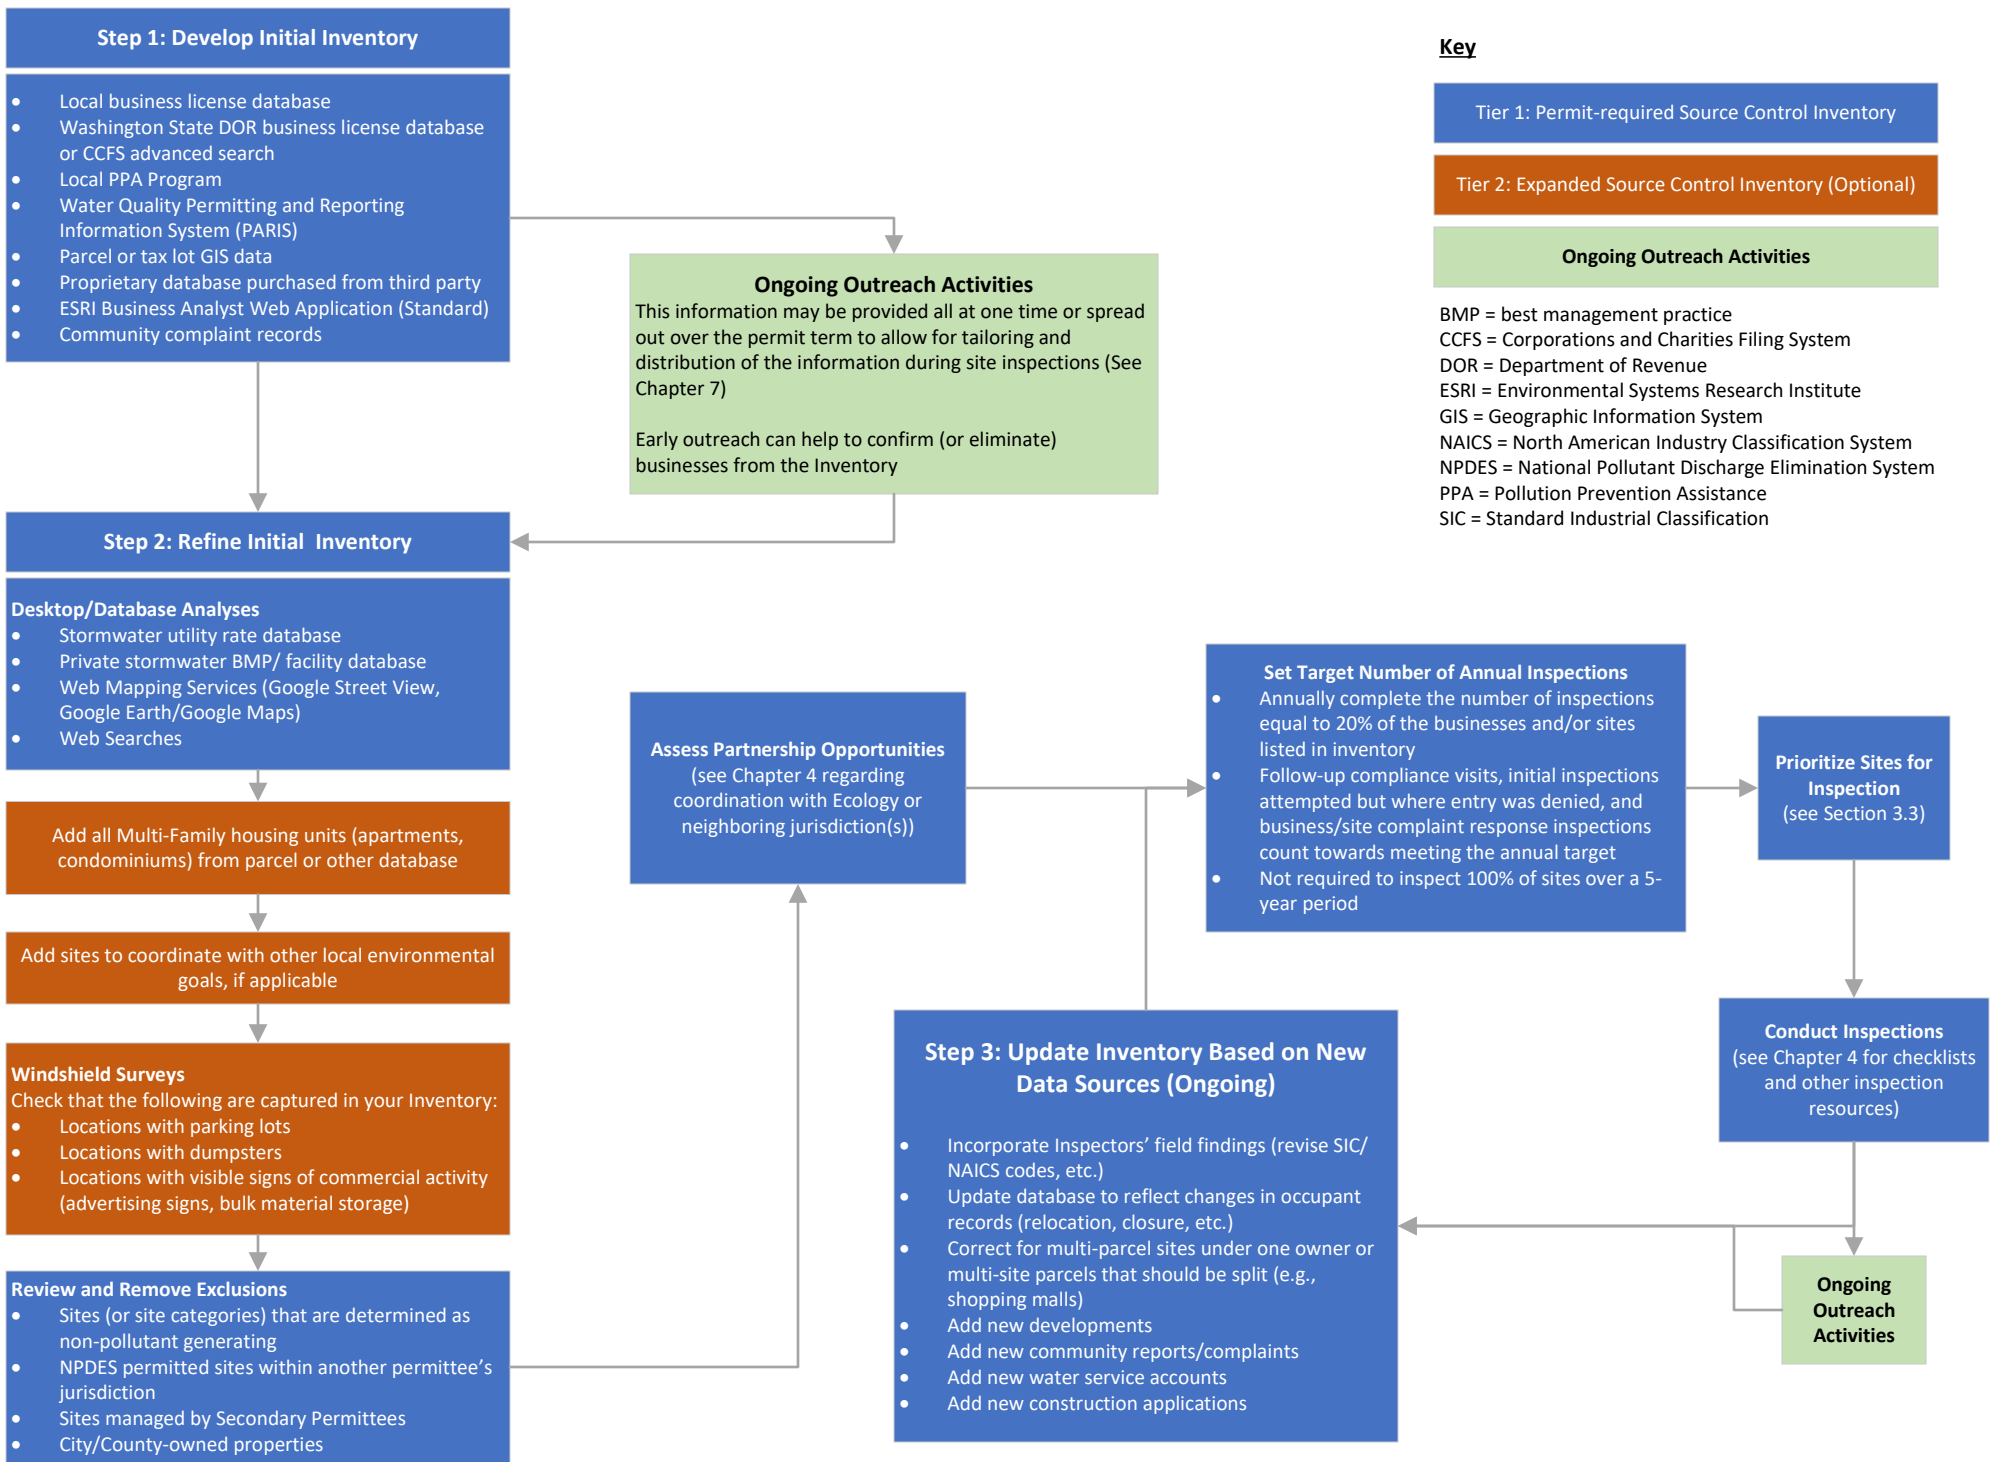 Step 1: Develop Initial Inventory
• Local business license database
• Washington State DOR business license database
or CCFS advanced search
• Local PPA Program
• Water Quality Permitting and Reporting
Information System (PARIS)
• Parcel or tax lot GIS data
• Proprietary database purchased from third party
• ESRI Business Analyst Web Application (Standard)
• Community complaint records
Ongoing Outreach Activities
This information may be provided all at one time or spread
out over the permit term to allow for tailoring and
distribution of the information during site inspections (See
Chapter 7)
Early outreach can help to confirm (or eliminate)
businesses from the Inventory
Key
Tier 1: Permit-required Source Control Inventory
Tier 2: Expanded Source Control Inventory (Optional)
Ongoing Outreach Activities
BMP = best management practice
CCFS = Corporations and Charities Filing System
DOR = Department of Revenue
ESRI = Environmental Systems Research Institute
GIS = Geographic Information System
NAICS = North American Industry Classification System
NPDES = National Pollutant Discharge Elimination System
PPA = Pollution Prevention Assistance
SIC = Standard Industrial Classification
Step 2: Refine Initial Inventory
Desktop/Database Analyses
• Stormwater utility rate database
• Private stormwater BMP/ facility database
• Web Mapping Services (Google Street View,
Google Earth/Google Maps)
• Web Searches
Add all Multi-Family housing units (apartments,
condominiums) from parcel or other database
Add sites to coordinate with other local environmental
goals, if applicable
Windshield Surveys
Check that the following are captured in your Inventory:
• Locations with parking lots
• Locations with dumpsters
• Locations with visible signs of commercial activity
(advertising signs, bulk material storage)
Review and Remove Exclusions
• Sites (or site categories) that are determined as
non-pollutant generating
• NPDES permitted sites within another permittee's
jurisdiction
• Sites managed by Secondary Permittees
• City/County-owned properties
Assess Partnership Opportunities
(see Chapter 4 regarding
coordination with Ecology or
neighboring jurisdiction(s))
Set Target Number of Annual Inspections
• Annually complete the number of inspections
equal to 20% of the businesses and/or sites
listed in inventory
• Follow-up compliance visits, initial inspections
attempted but where entry was denied, and
business/site complaint response inspections
count towards meeting the annual target
• Not required to inspect 100% of sites over a 5-
year period
Prioritize Sites for
Inspection
(see Section 3.3)
Conduct Inspections
(see Chapter 4 for checklists
and other inspection
resources)
Ongoing
Outreach
Activities
Step 3: Update Inventory Based on New
Data Sources (Ongoing)
• Incorporate Inspectors' field findings (revise SIC/
NAICS codes, etc.)
• Update database to reflect changes in occupant
records (relocation, closure, etc.)
• Correct for multi-parcel sites under one owner or
multi-site parcels that should be split (e.g.,
shopping malls)
• Add new developments
• Add new community reports/complaints
• Add new water service accounts
• Add new construction applications